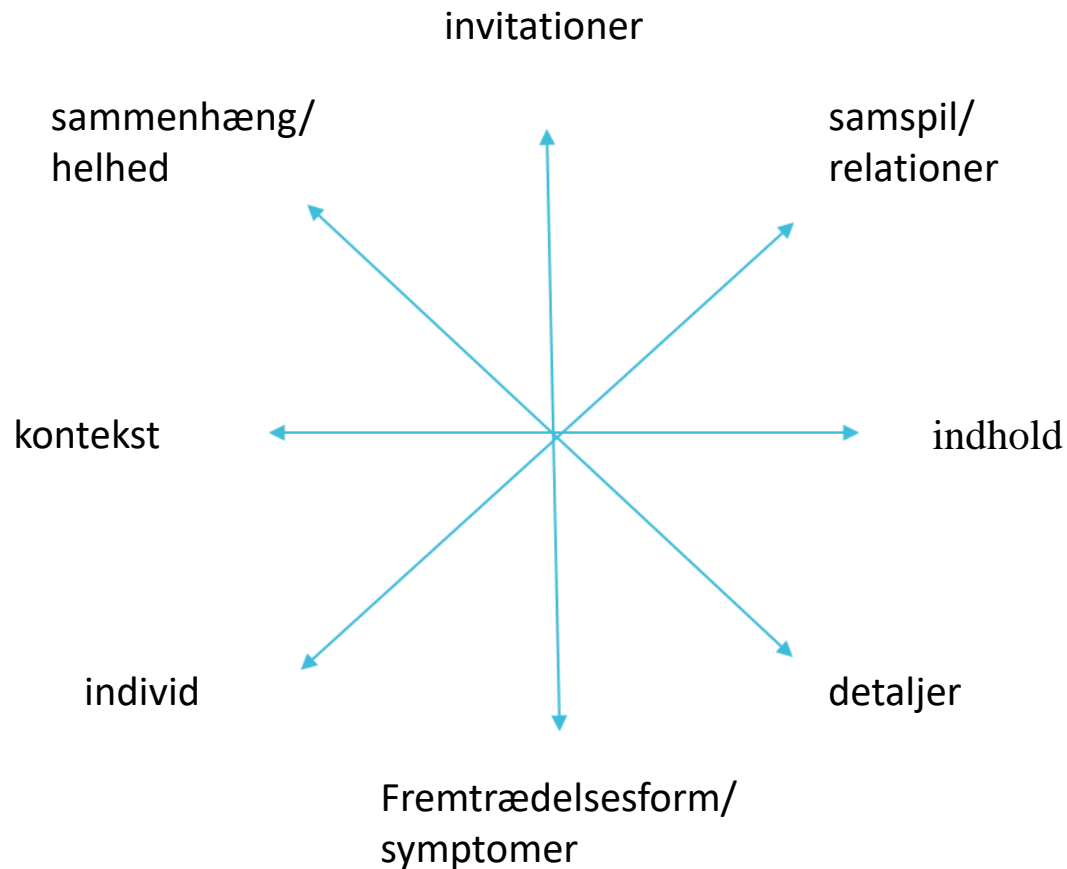 invitationer
sammenhæng/
helhed
samspil/
relationer
kontekst
indhold
individ
detaljer
Fremtrædelsesform/
symptomer